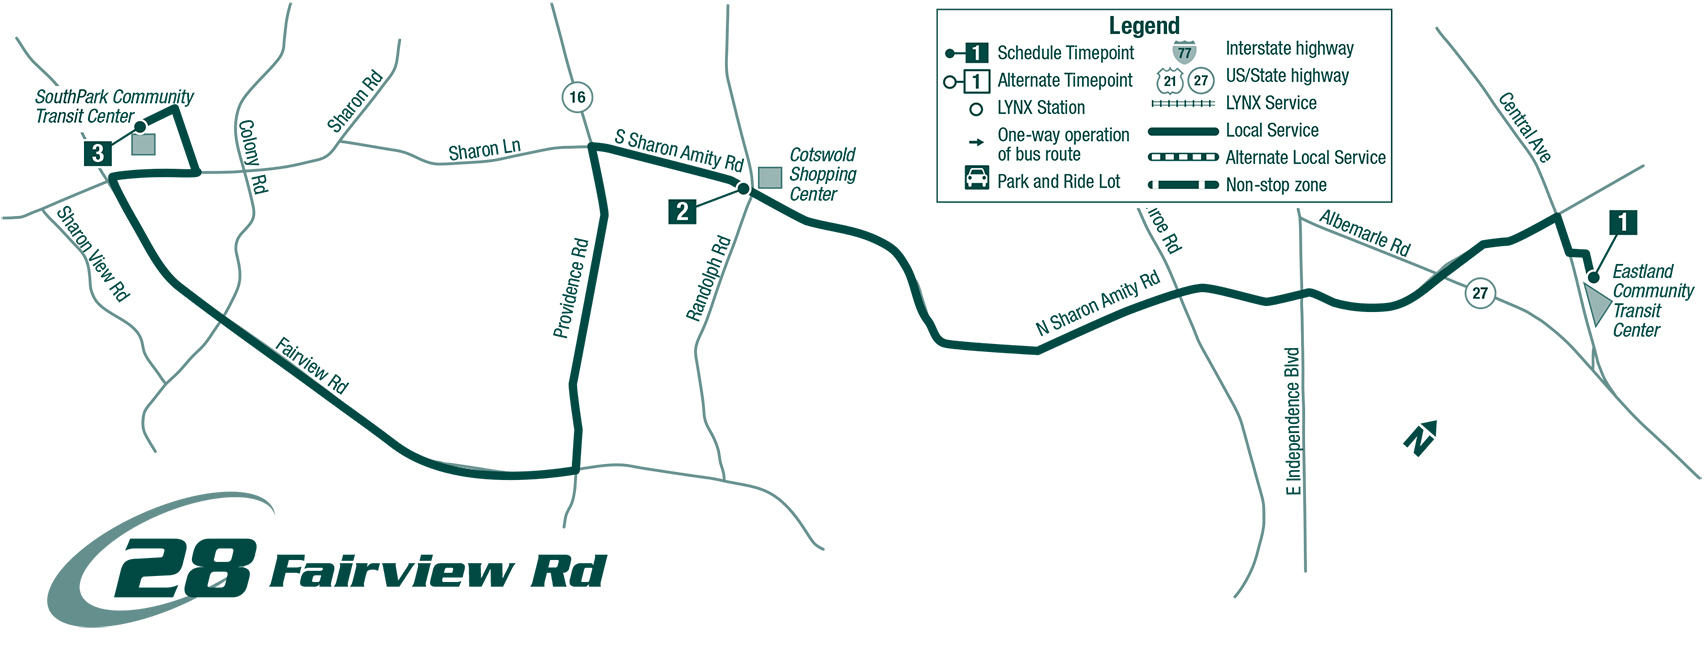 SouthPark Community
Transit Center
3
Colony Rd
Sharon Rd
Sharon Ln
16
S Sharon Amity Rd
2
Cotswold
Shopping
Center
Legend
1 Schedule Timepoint
1 Alternate Timepoint
LYNX Station
One-way operation
of bus route
Park and Ride Lot
77 Interstate highway
21 27 US/State highway
LYNX Service
Local Service
Alternate Local Service
Non-stop zone
Central Ave
1
Eastland
Community
Transit
Center
Sharon View Rd
Fairview Rd
Providence Rd
Randolph Rd
N Sharon Amity Rd
roe Rd
Albemarle Rd
27
E Independence Blvd
N
28 Fairview Rd